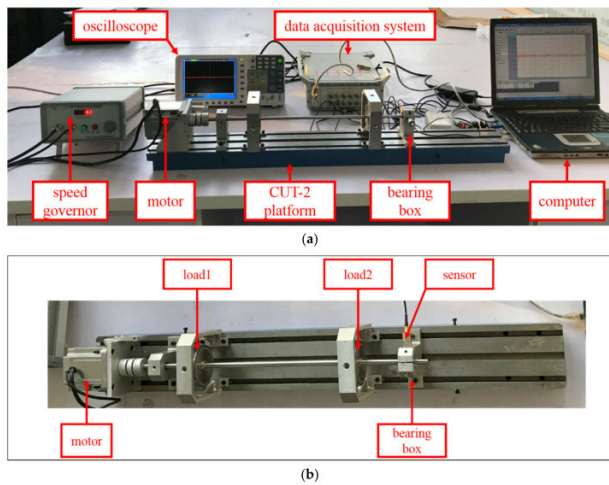 oscilloscope
data acquisition system
speed
governor
motor
CUT-2
platform
bearing
box
computer
(a)
load1
load2
sensor
motor
bearing
box
(b)